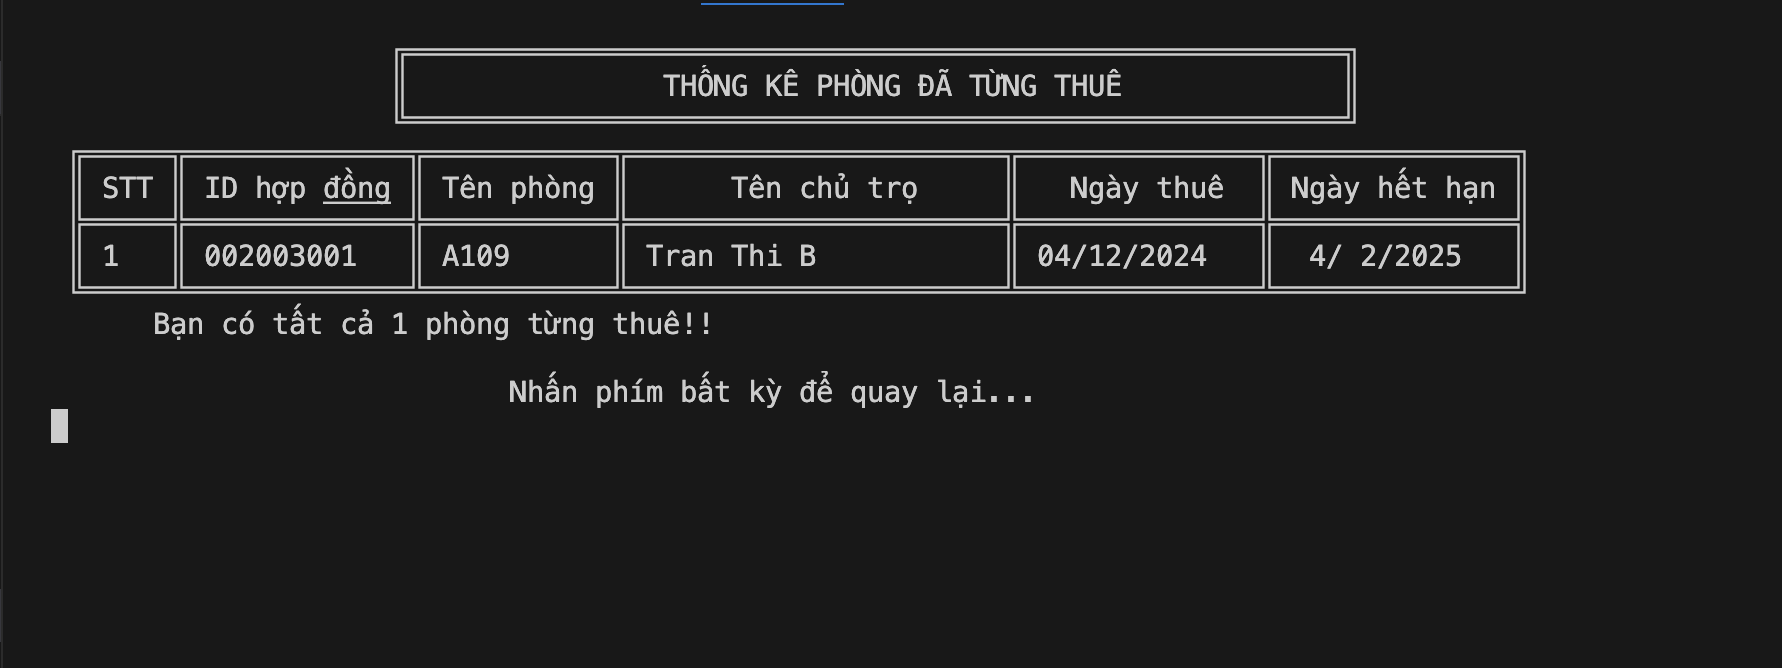 THỐNG KÊ PHÒNG ĐÃ TỪNG THUÊ
STT ID hợp đồng Tên phòng Tên chủ trọ Ngày thuê Ngày hết hạn
1 002003001 A109 Tran Thi B 04/12/2024 4/ 2/2025
Bạn có tất cả 1 phòng từng thuê!!
Nhấn phím bất kỳ để quay lại...